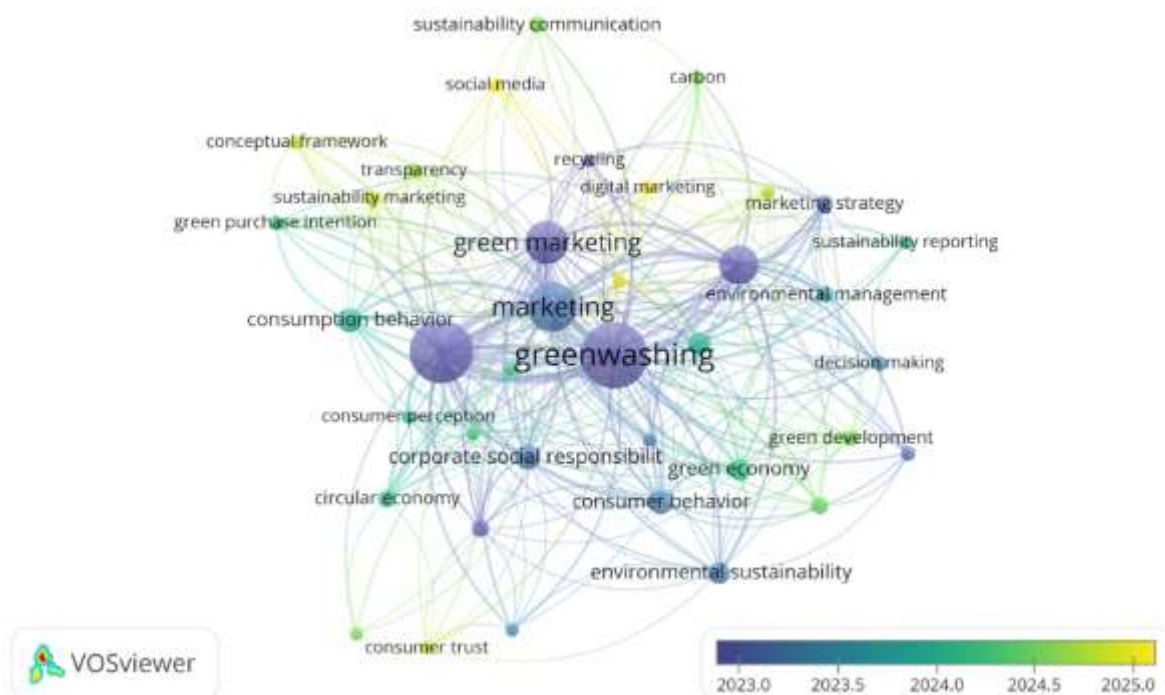 sustainability communication
social media
carbon
conceptual framework
recycling
transparency
digital marketing
sustainability marketing
marketing strategy
green purchase intention
green marketing
sustainability reporting
environmental management
marketing
consumption behavior
greenwashing
decision making
consumer perception
green development
corporate social responsibilit
green economy
circular economy
consumer behavior
environmental sustainability
consumer trust
VOSviewer
2023.0 2023.5 2024.0 2024.5 2025.0